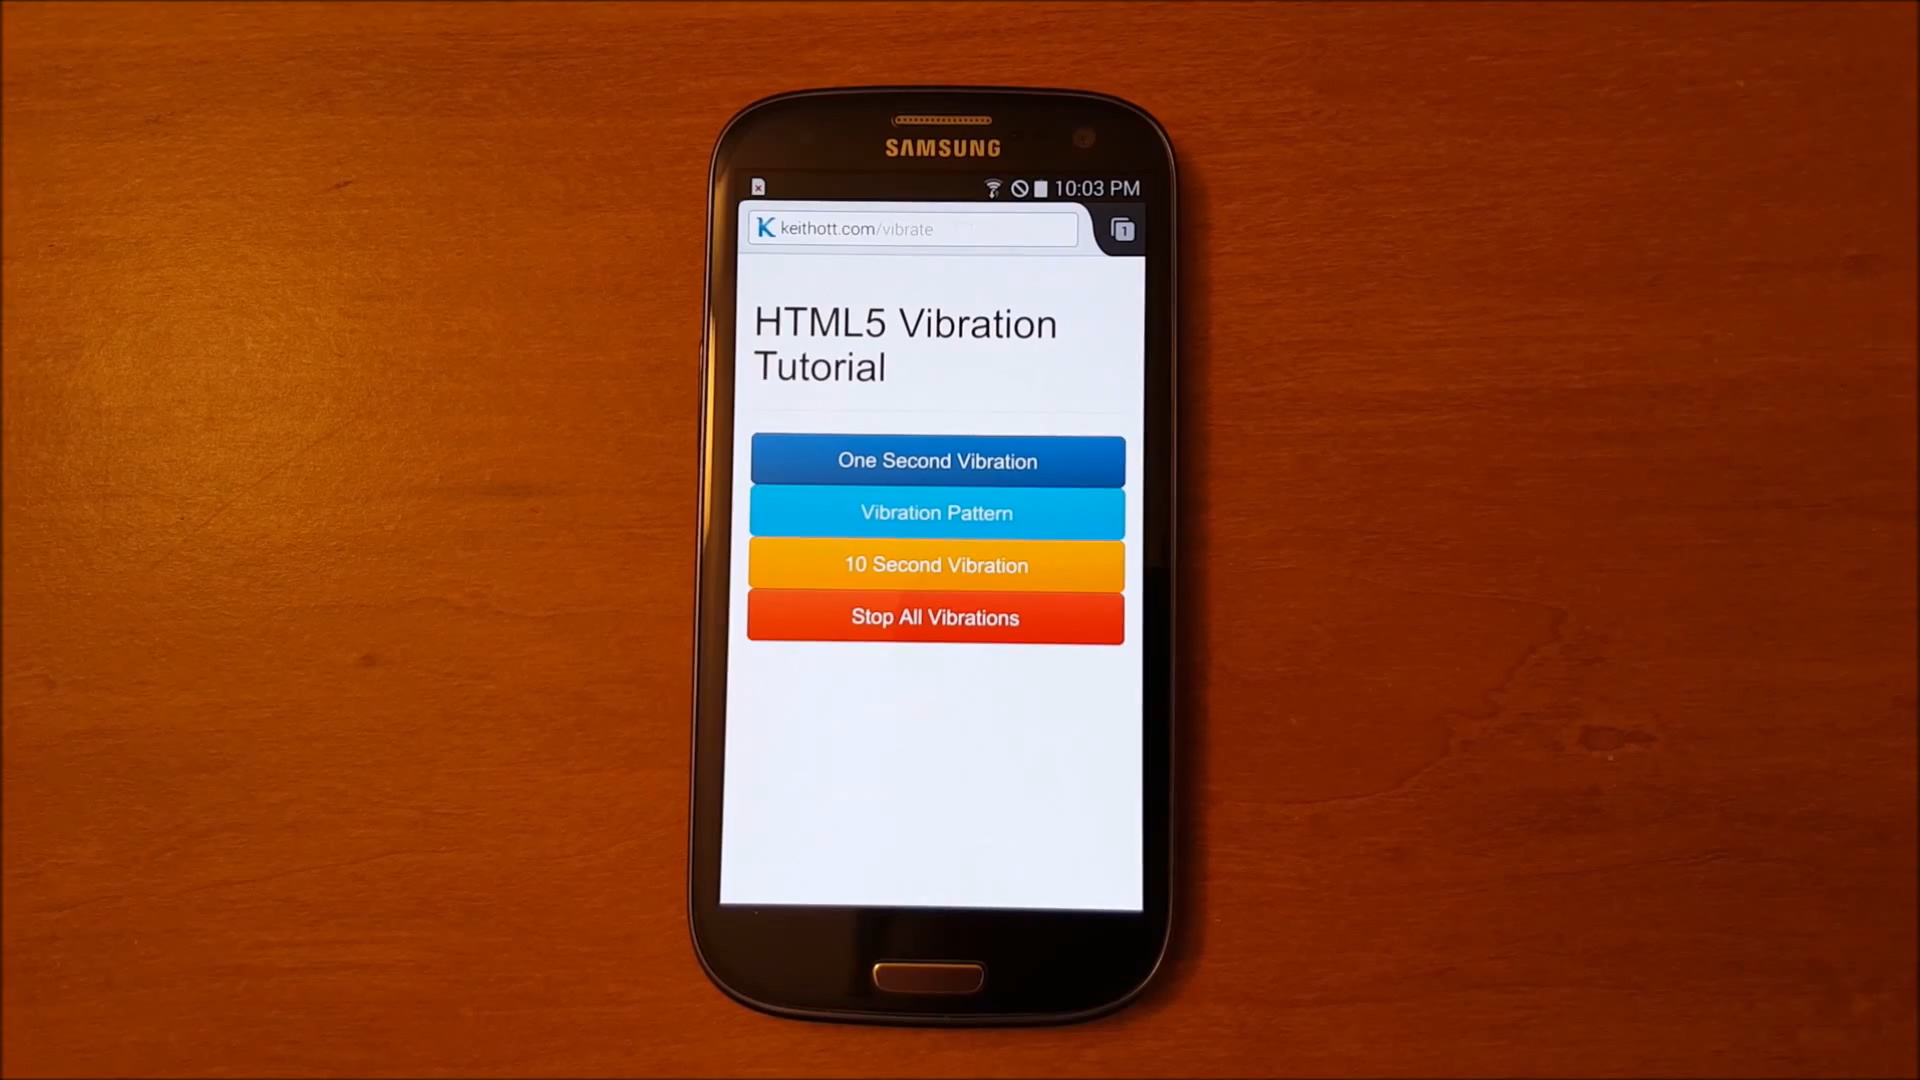 SAMSUNG
10:03 PM
K keithott.com/vibrate
1
HTML5 Vibration
Tutorial
One Second Vibration
Vibration Pattern
10 Second Vibration
Stop All Vibrations